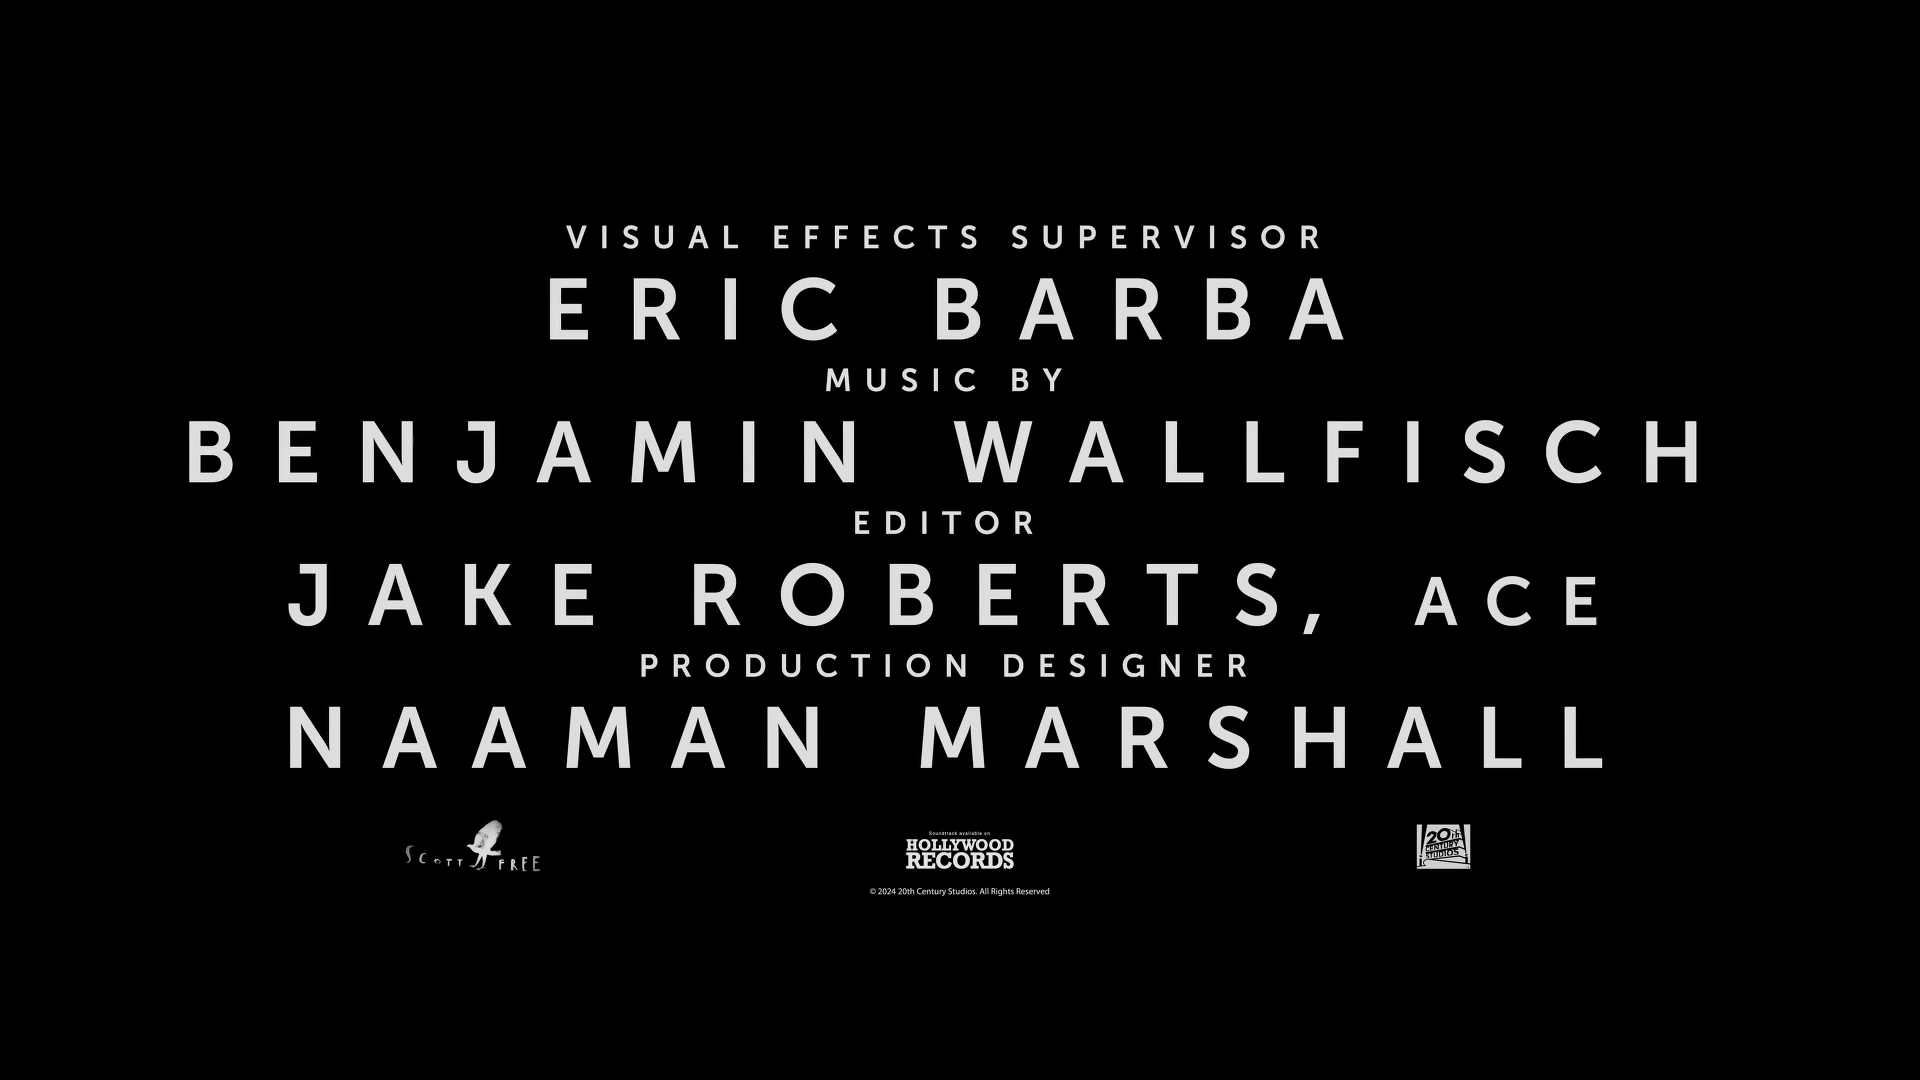 VISUAL EFFECTS SUPERVISOR
ERIC BARBA
MUSIC BY
BENJAMIN WALLFISCH
EDITOR
JAKE ROBERTS, ACE
PRODUCTION DESIGNER
NAAMAN MARSHALL
SCOTT FREE
Soundtrack available on
HOLLYWOOD
RECORDS
20th
CENTURY
STUDIOS
© 2024 20th Century Studios. All Rights Reserved